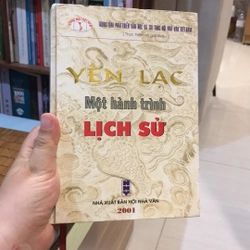 YÊN LẠC
Một hành trình
LỊCH SỬ
NHÀ XUẤT BẢN HỘI NHÀ VĂN
2001